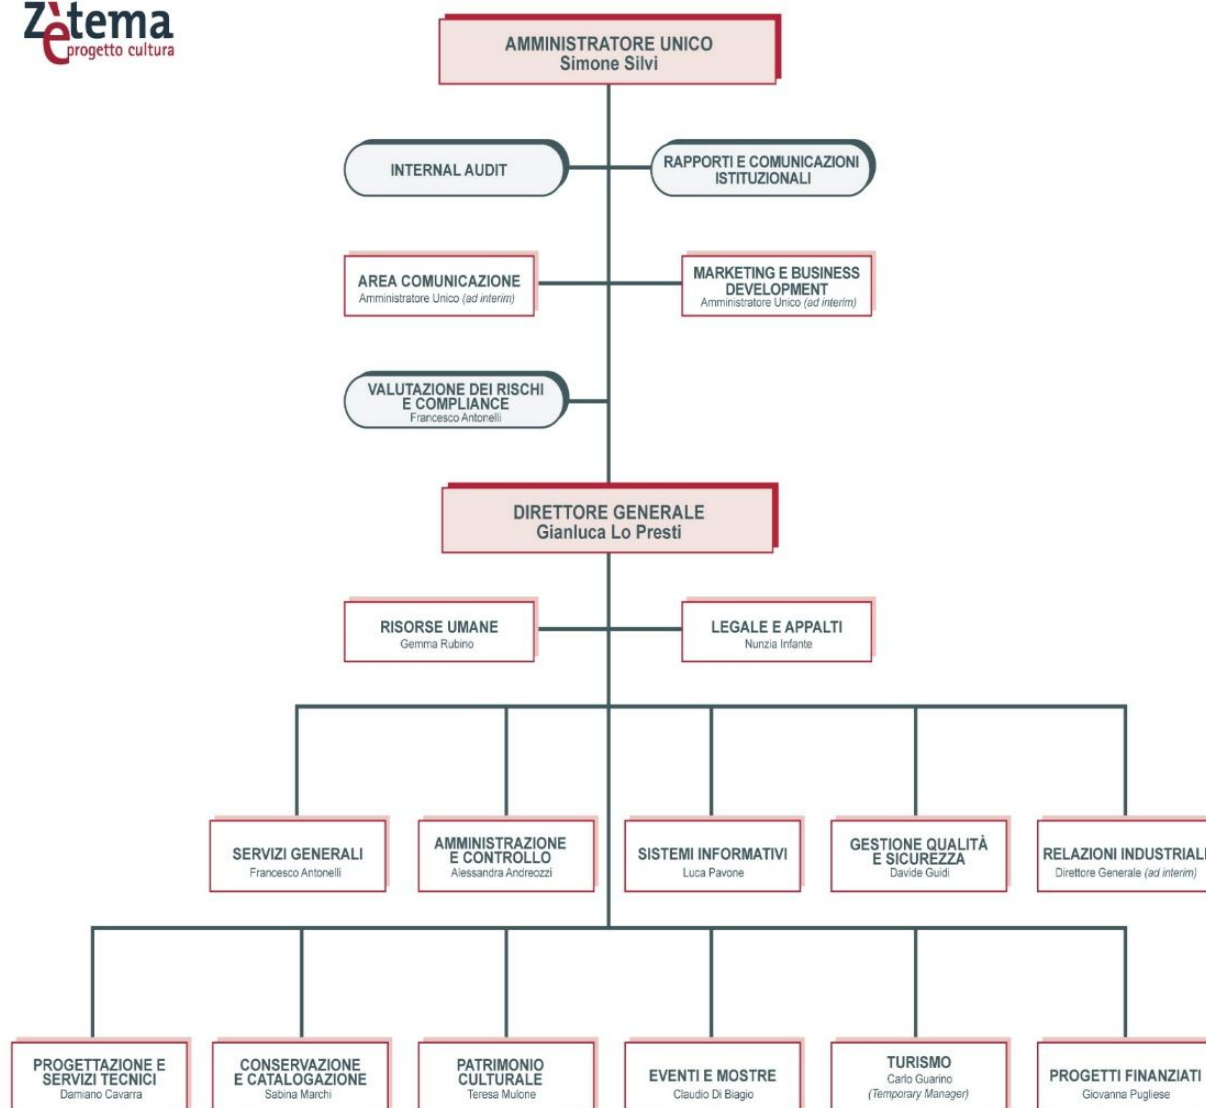 Zètema
progetto cultura
AMMINISTRATORE UNICO
Simone Silvi
INTERNAL AUDIT
RAPPORTI E COMUNICAZIONI
ISTITUZIONALI
AREA COMUNICAZIONE
Amministratore Unico (ad interim)
MARKETING E BUSINESS
DEVELOPMENT
Amministratore Unico (ad interim)
VALUTAZIONE DEI RISCHI
E COMPLIANCE
Francesco Antonelli
DIRETTORE GENERALE
Gianluca Lo Presti
RISORSE UMANE
Gemma Rubino
LEGALE E APPALTI
Nunzia Infante
SERVIZI GENERALI
Francesco Antonelli
AMMINISTRAZIONE
E CONTROLLO
Alessandra Andreozzi
SISTEMI INFORMATIVI
Luca Pavone
GESTIONE QUALITÀ
E SICUREZZA
Davide Guidi
RELAZIONI INDUSTRIALI
Direttore Generale (ad interim)
PROGETTAZIONE E
SERVIZI TECNICI
Damiano Cavarra
CONSERVAZIONE
E CATALOGAZIONE
Sabina Marchi
PATRIMONIO
CULTURALE
Teresa Mulone
EVENTI E MOSTRE
Claudio Di Biagio
TURISMO
Carlo Guarino
(Temporary Manager)
PROGETTI FINANZIATI
Giovanna Pugliese